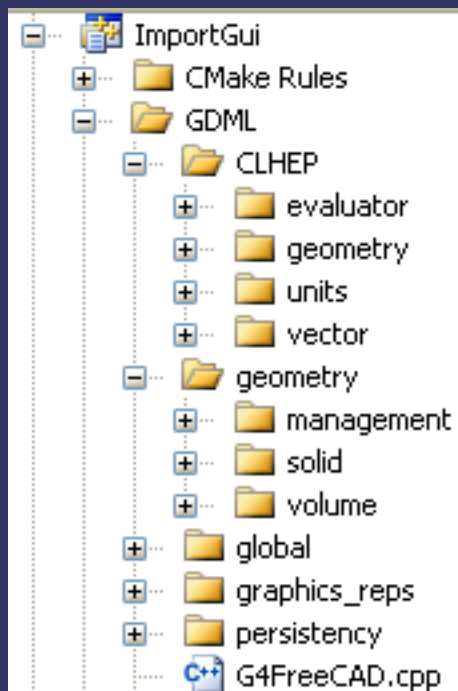 ImportGui
CMake Rules
GDML
CLHEP
evaluator
geometry
units
vector
geometry
management
solid
volume
global
graphics_reps
persistency
G4FreeCAD.cpp